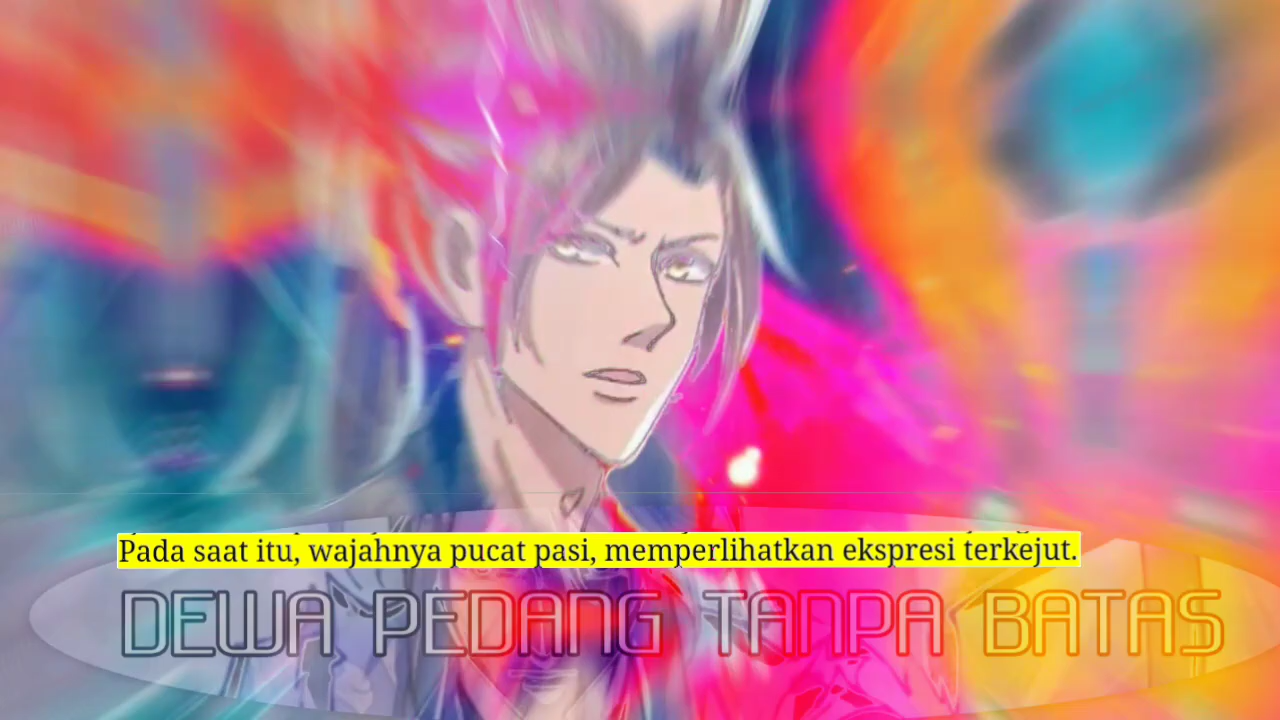 Pada saat itu, wajahnya pucat pasi, memperlihatkan ekspresi terkejut.
DEWA PEDANG TANPA BATAS